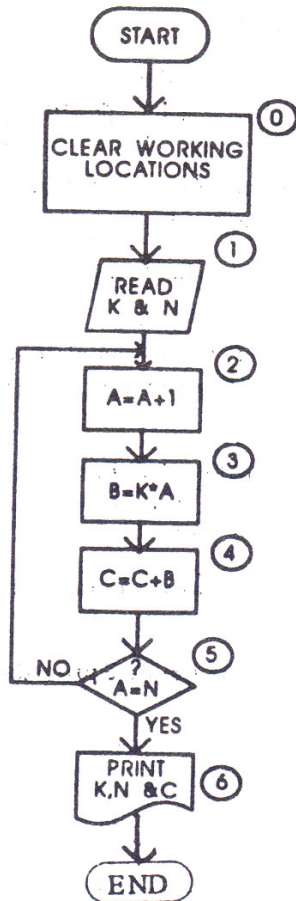 START
0
CLEAR WORKING
LOCATIONS
1
READ
K & N
2
A=A+1
3
B=K*A
4
C=C+B
5
?
A=N
NO
YES
6
PRINT
K,N &C
END